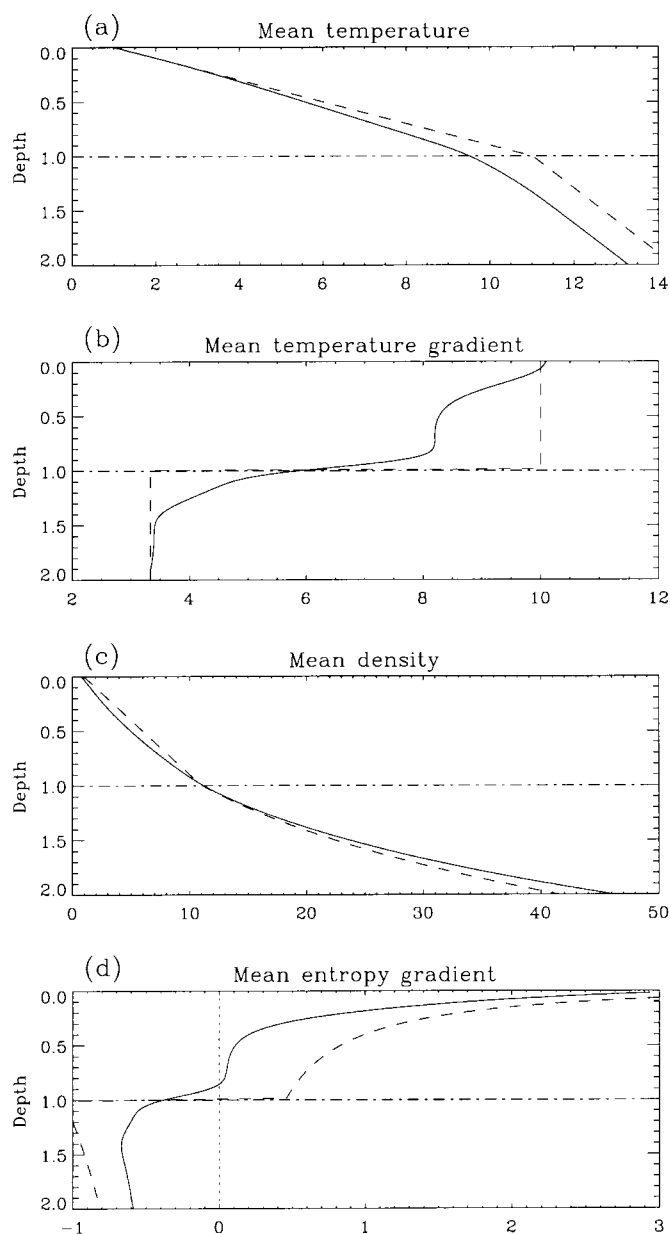 (a) Mean temperature
0.0
0.5
Depth
1.0
1.5
2.0
0 2 4 6 8 10 12 14
(b) Mean temperature gradient
0.0
0.5
Depth
1.0
1.5
2.0
2 4 6 8 10 12
(c) Mean density
0.0
0.5
Depth
1.0
1.5
2.0
0 10 20 30 40 50
(d) Mean entropy gradient
0.0
0.5
Depth
1.0
1.5
2.0
-1 0 1 2 3